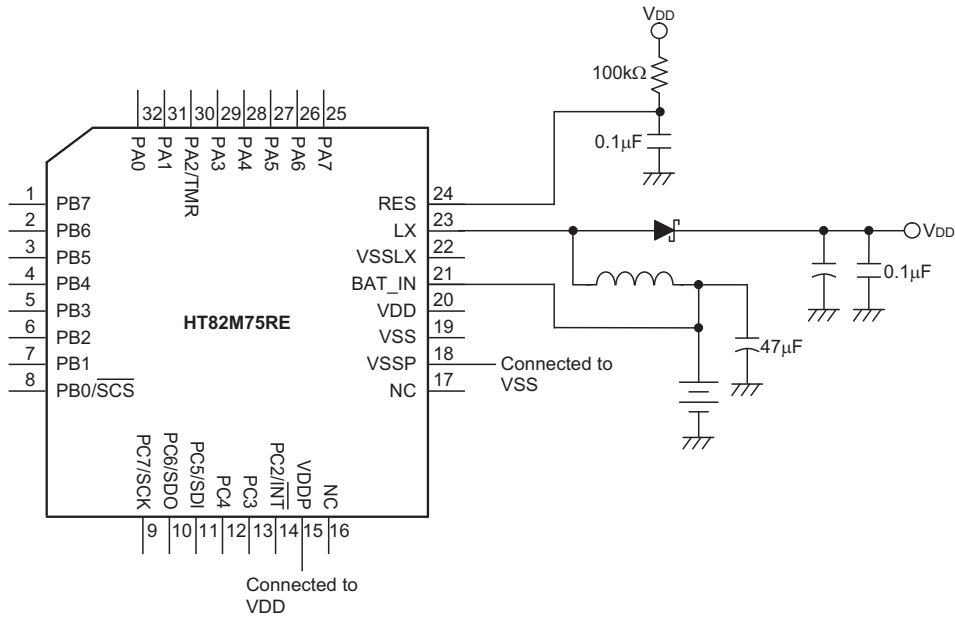 VDD
100kΩ
0.1μF
32 31 30 29 28 27 26 25
PA0 PA1 PA2/TMR PA3 PA4 PA5 PA6 PA7
1 PB7
2 PB6
3 PB5
4 PB4
5 PB3
6 PB2
7 PB1
8 PB0/SCS
HT82M75RE
RES 24
LX 23
VSSLX 22
BAT_IN 21
VDD 20
VSS 19
VSSP 18
NC 17
Connected to
VSS
VDD
0.1μF
47μF
PC7/SCK PC6/SDO PC5/SDI PC4 PC3 PC2/INT VDDP NC
9 10 11 12 13 14 15 16
Connected to
VDD